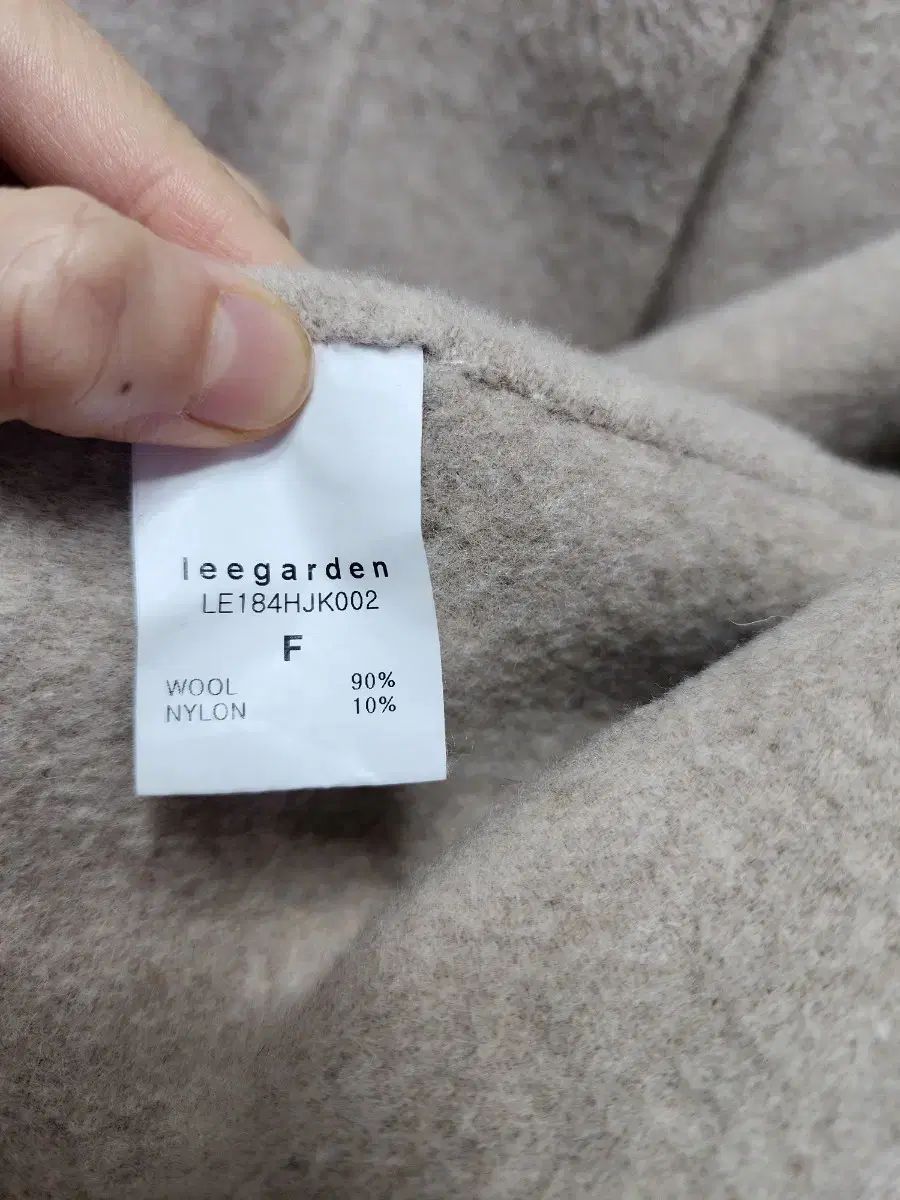 leegarden
LE184HJK002
F
WOOL 90%
NYLON 10%